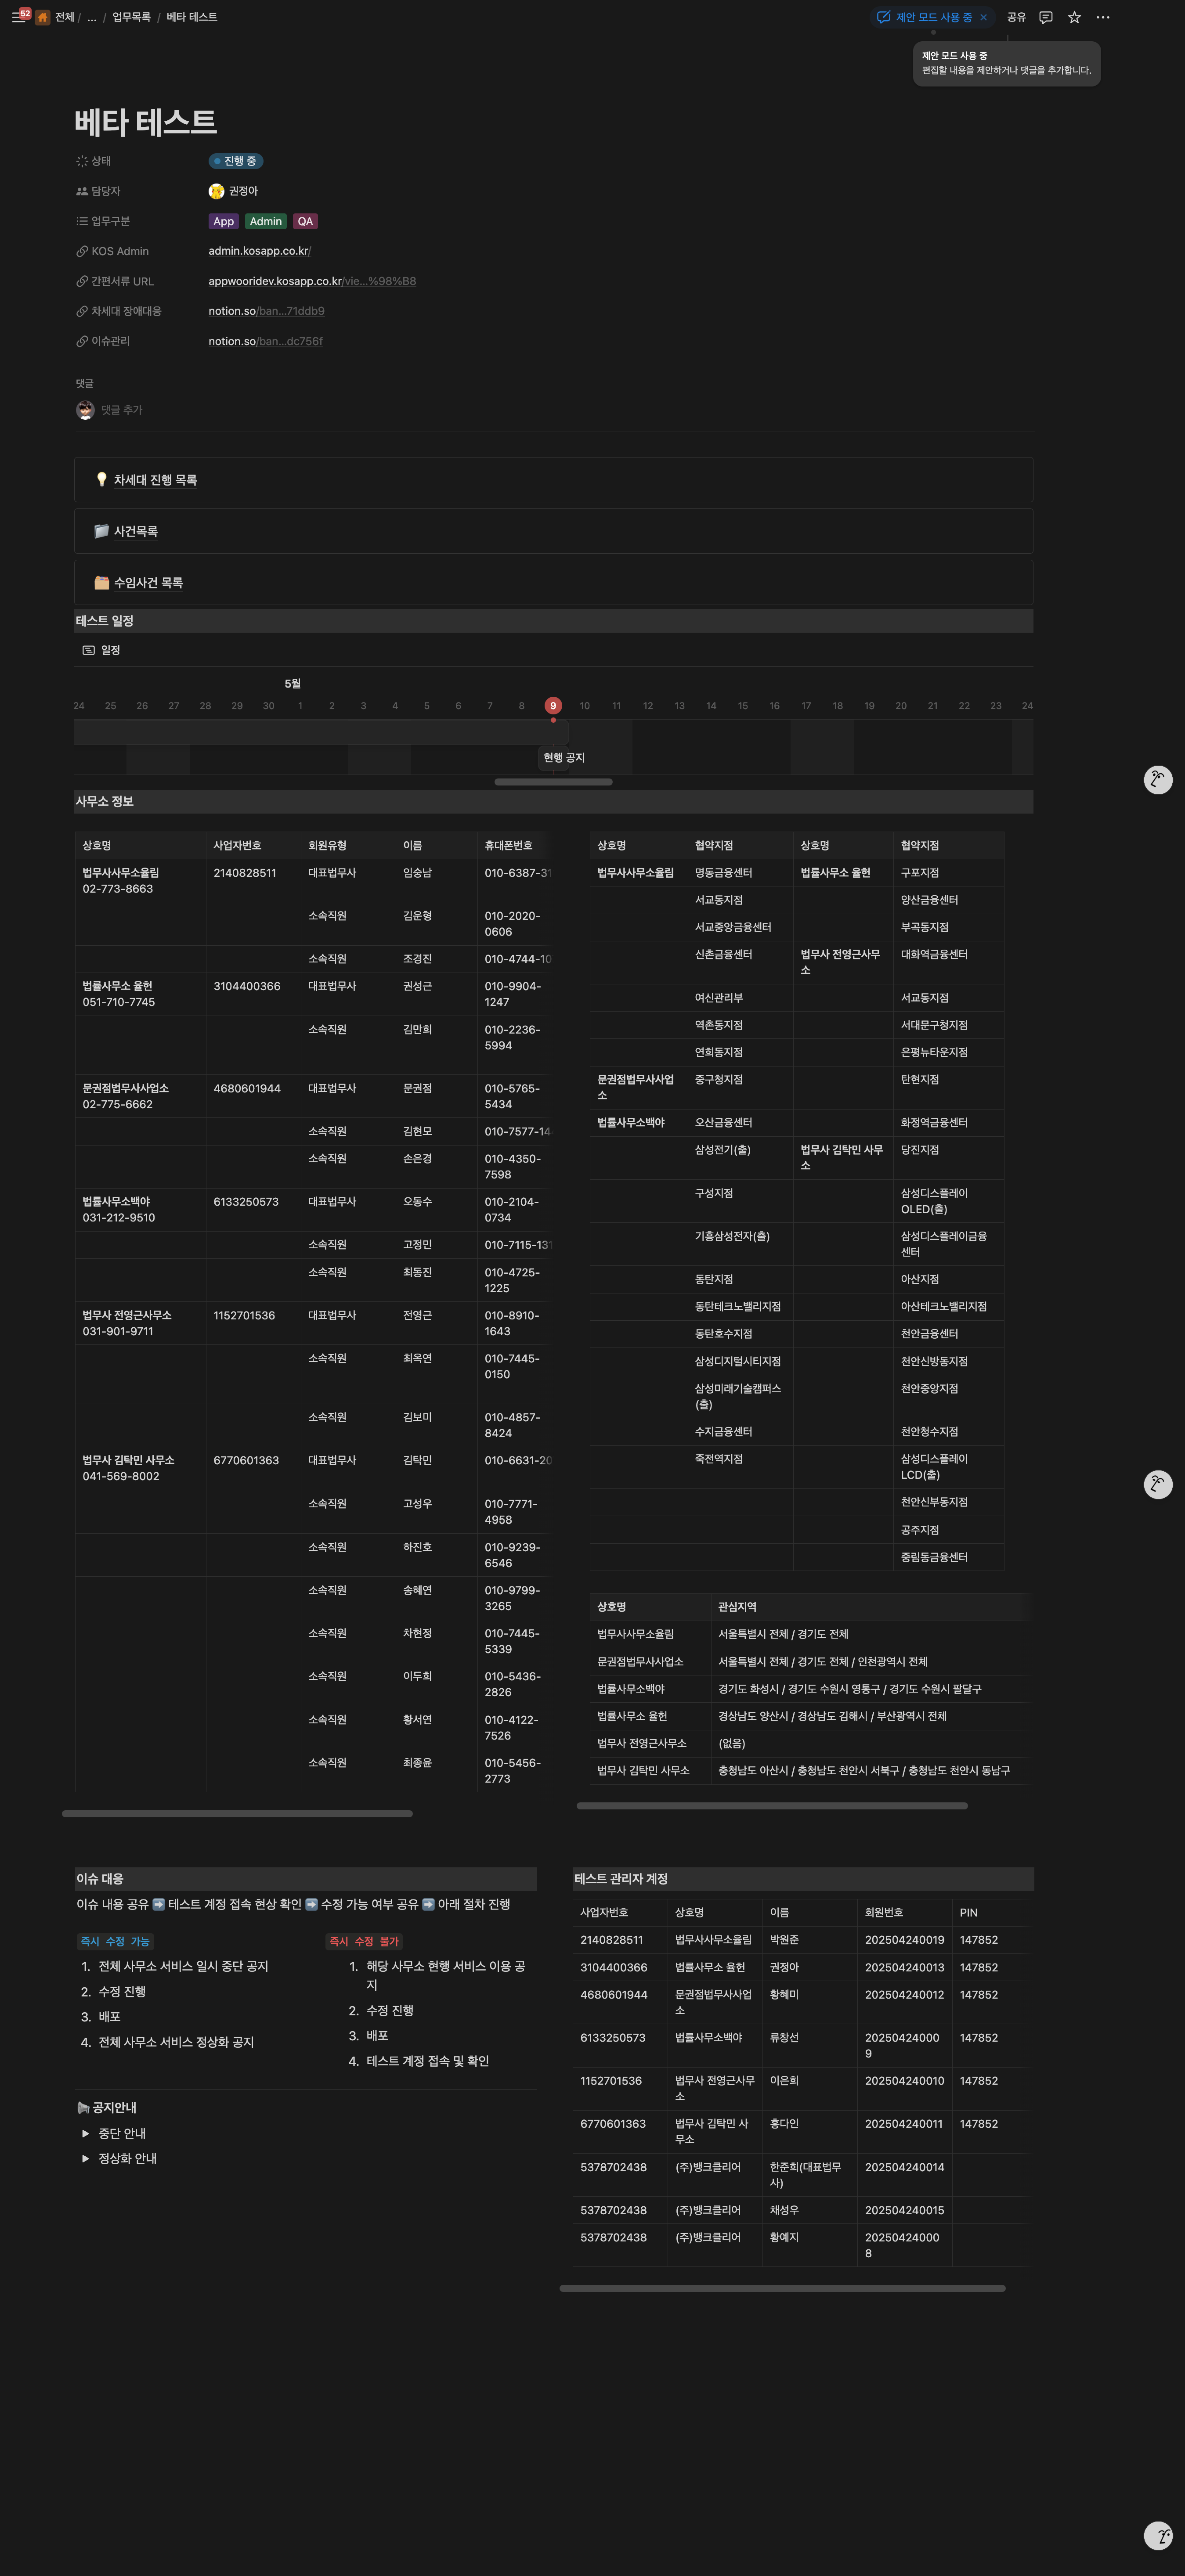 52 전체 / ... / 업무목록 / 베타 테스트
제안 모드 사용 중 × 공유
제안 모드 사용 중
편집할 내용을 제안하거나 댓글을 추가합니다.
베타 테스트
상태 진행 중
담당자 권정아
업무구분 App Admin QA
KOS Admin admin.kosapp.co.kr/
간편서류 URL appwooridev.kosapp.co.kr/vie...%98%B8
차세대 장애대응 notion.so/ban...71ddb9
이슈관리 notion.so/ban...dc756f
댓글
댓글 추가
차세대 진행 목록
사건목록
수임사건 목록
테스트 일정
일정
5월
24 25 26 27 28 29 30 1 2 3 4 5 6 7 8 9 10 11 12 13 14 15 16 17 18 19 20 21 22 23 24
현행 공지
사무소 정보
상호명 사업자번호 회원유형 이름 휴대폰번호
법무사사무소율림 2140828511 대표법무사 임숭남 010-6387-31
02-773-8663
소속직원 김운형 010-2020-
0606
소속직원 조경진 010-4744-10
법률사무소 율헌 3104400366 대표법무사 권성근 010-9904-
051-710-7745 1247
소속직원 김만희 010-2236-
5994
문권점법무사사업소 4680601944 대표법무사 문권점 010-5765-
02-775-6662 5434
소속직원 김현모 010-7577-14
소속직원 손은경 010-4350-
7598
법률사무소백야 6133250573 대표법무사 오동수 010-2104-
031-212-9510 0734
소속직원 고정민 010-7115-131
소속직원 최동진 010-4725-
1225
법무사 전영근사무소 1152701536 대표법무사 전영근 010-8910-
031-901-9711 1643
소속직원 최옥연 010-7445-
0150
소속직원 김보미 010-4857-
8424
법무사 김탁민 사무소 6770601363 대표법무사 김탁민 010-6631-20
041-569-8002
소속직원 고성우 010-7771-
4958
소속직원 하진호 010-9239-
6546
소속직원 송혜연 010-9799-
3265
소속직원 차현정 010-7445-
5339
소속직원 이두희 010-5436-
2826
소속직원 황서연 010-4122-
7526
소속직원 최종윤 010-5456-
2773
상호명 협약지점 상호명 협약지점
법무사사무소율림 명동금융센터 법률사무소 율헌 구포지점
서교동지점 양산금융센터
서교중앙금융센터 부곡동지점
신촌금융센터 법무사 전영근사무 대화역금융센터
소
여신관리부 서교동지점
역촌동지점 서대문구청지점
연희동지점 은평뉴타운지점
문권점법무사사업 중구청지점 탄현지점
소
법률사무소백야 오산금융센터 화정역금융센터
삼성전기(출) 법무사 김탁민 사무 당진지점
소
구성지점 삼성디스플레이
OLED(출)
기흥삼성전자(출) 삼성디스플레이금융
센터
동탄지점 아산지점
동탄테크노밸리지점 아산테크노밸리지점
동탄호수지점 천안금융센터
삼성디지털시티지점 천안신방동지점
삼성미래기술캠퍼스 천안중앙지점
(출)
수지금융센터 천안청수지점
죽전역지점 삼성디스플레이
LCD(출)
천안신부동지점
공주지점
중림동금융센터
상호명 관심지역
법무사사무소율림 서울특별시 전체 / 경기도 전체
문권점법무사사업소 서울특별시 전체 / 경기도 전체 / 인천광역시 전체
법률사무소백야 경기도 화성시 / 경기도 수원시 영통구 / 경기도 수원시 팔달구
법률사무소 율헌 경상남도 양산시 / 경상남도 김해시 / 부산광역시 전체
법무사 전영근사무소 (없음)
법무사 김탁민 사무소 충청남도 아산시 / 충청남도 천안시 서북구 / 충청남도 천안시 동남구
이슈 대응
이슈 내용 공유 ➡️ 테스트 계정 접속 현상 확인 ➡️ 수정 가능 여부 공유 ➡️ 아래 절차 진행
즉시 수정 가능
1. 전체 사무소 서비스 일시 중단 공지
2. 수정 진행
3. 배포
4. 전체 사무소 서비스 정상화 공지
즉시 수정 불가
1. 해당 사무소 현행 서비스 이용 공
지
2. 수정 진행
3. 배포
4. 테스트 계정 접속 및 확인
공지안내
중단 안내
정상화 안내
테스트 관리자 계정
사업자번호 상호명 이름 회원번호 PIN
2140828511 법무사사무소율림 박원준 202504240019 147852
3104400366 법률사무소 율헌 권정아 202504240013 147852
4680601944 문권점법무사사업 황혜미 202504240012 147852
소
6133250573 법률사무소백야 류창선 20250424000 147852
9
1152701536 법무사 전영근사무 이은희 202504240010 147852
소
6770601363 법무사 김탁민 사 홍다인 202504240011 147852
무소
5378702438 (주)뱅크클리어 한준희(대표법무 202504240014
사)
5378702438 (주)뱅크클리어 채성우 202504240015
5378702438 (주)뱅크클리어 황예지 20250424000
8